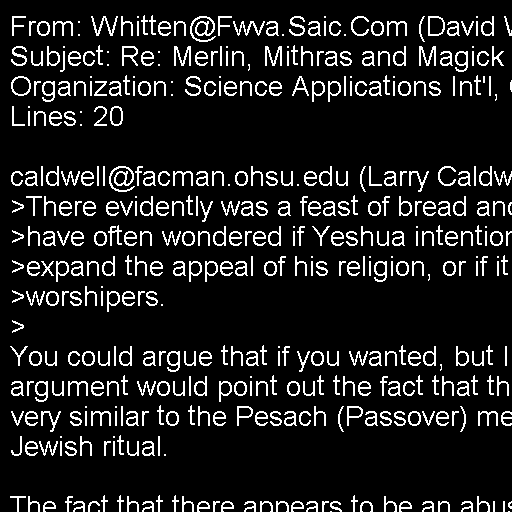 From: Whitten@Fwva.Saic.Com (David
Subject: Re: Merlin, Mithras and Magick
Organization: Science Applications Int'l,
Lines: 20

caldwell@facman.ohsu.edu (Larry Caldw
>There evidently was a feast of bread and
>have often wondered if Yeshua intention
>expand the appeal of his religion, or if it
>worshipers.
>
You could argue that if you wanted, but I
argument would point out the fact that th
very similar to the Pesach (Passover) me
Jewish ritual.

The fact that there appears to be an abus